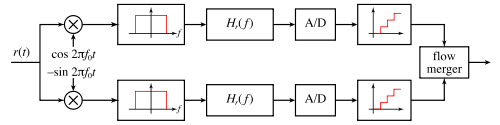 f
Hᵣ(f)
A/D
r(t)
cos 2πf₀t
−sin 2πf₀t
flow
merger
f
Hᵣ(f)
A/D